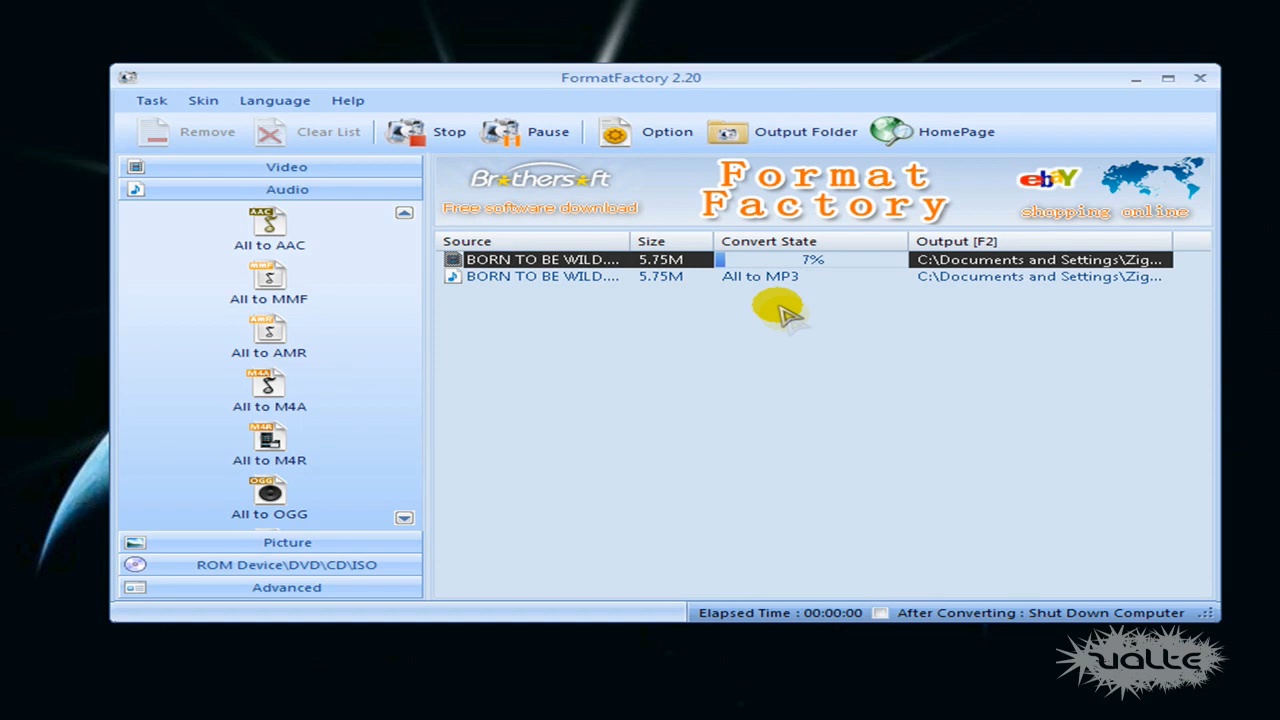 FormatFactory 2.20
Task Skin Language Help
Remove Clear List Stop Pause Option Output Folder HomePage
Video
Audio
AAC
All to AAC
MMF
All to MMF
AMR
All to AMR
M4A
All to M4A
M4R
All to M4R
OGG
All to OGG
Picture
ROM Device\DVD\CD\ISO
Advanced
Brothersoft
Free software download
Format
Factory
ebay
shopping online
Source Size Convert State Output [F2]
BORN TO BE WILD.... 5.75M 7% C:\Documents and Settings\Zig...
BORN TO BE WILD.... 5.75M All to MP3 C:\Documents and Settings\Zig...
Elapsed Time : 00:00:00 After Converting : Shut Down Computer